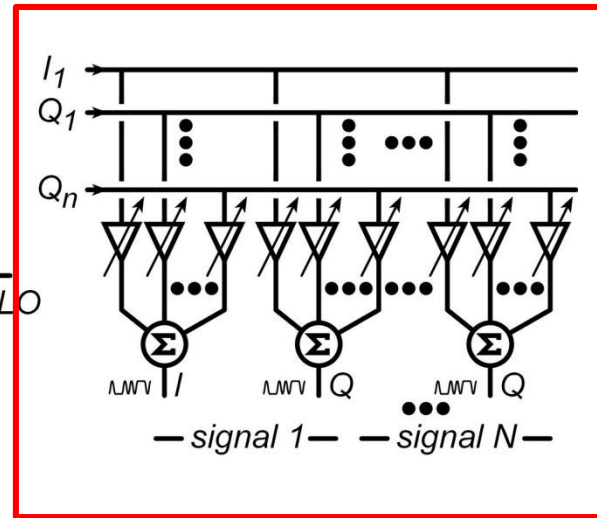 I1
Q1
Qn
LO
Σ Σ Σ
I Q Q
signal 1 signal N